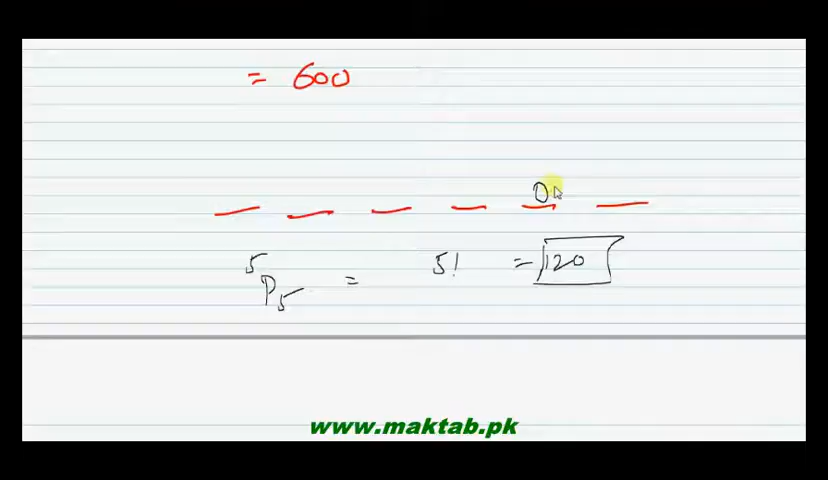 = 600
0
⁵P₅ = 5! = 120
www.maktab.pk